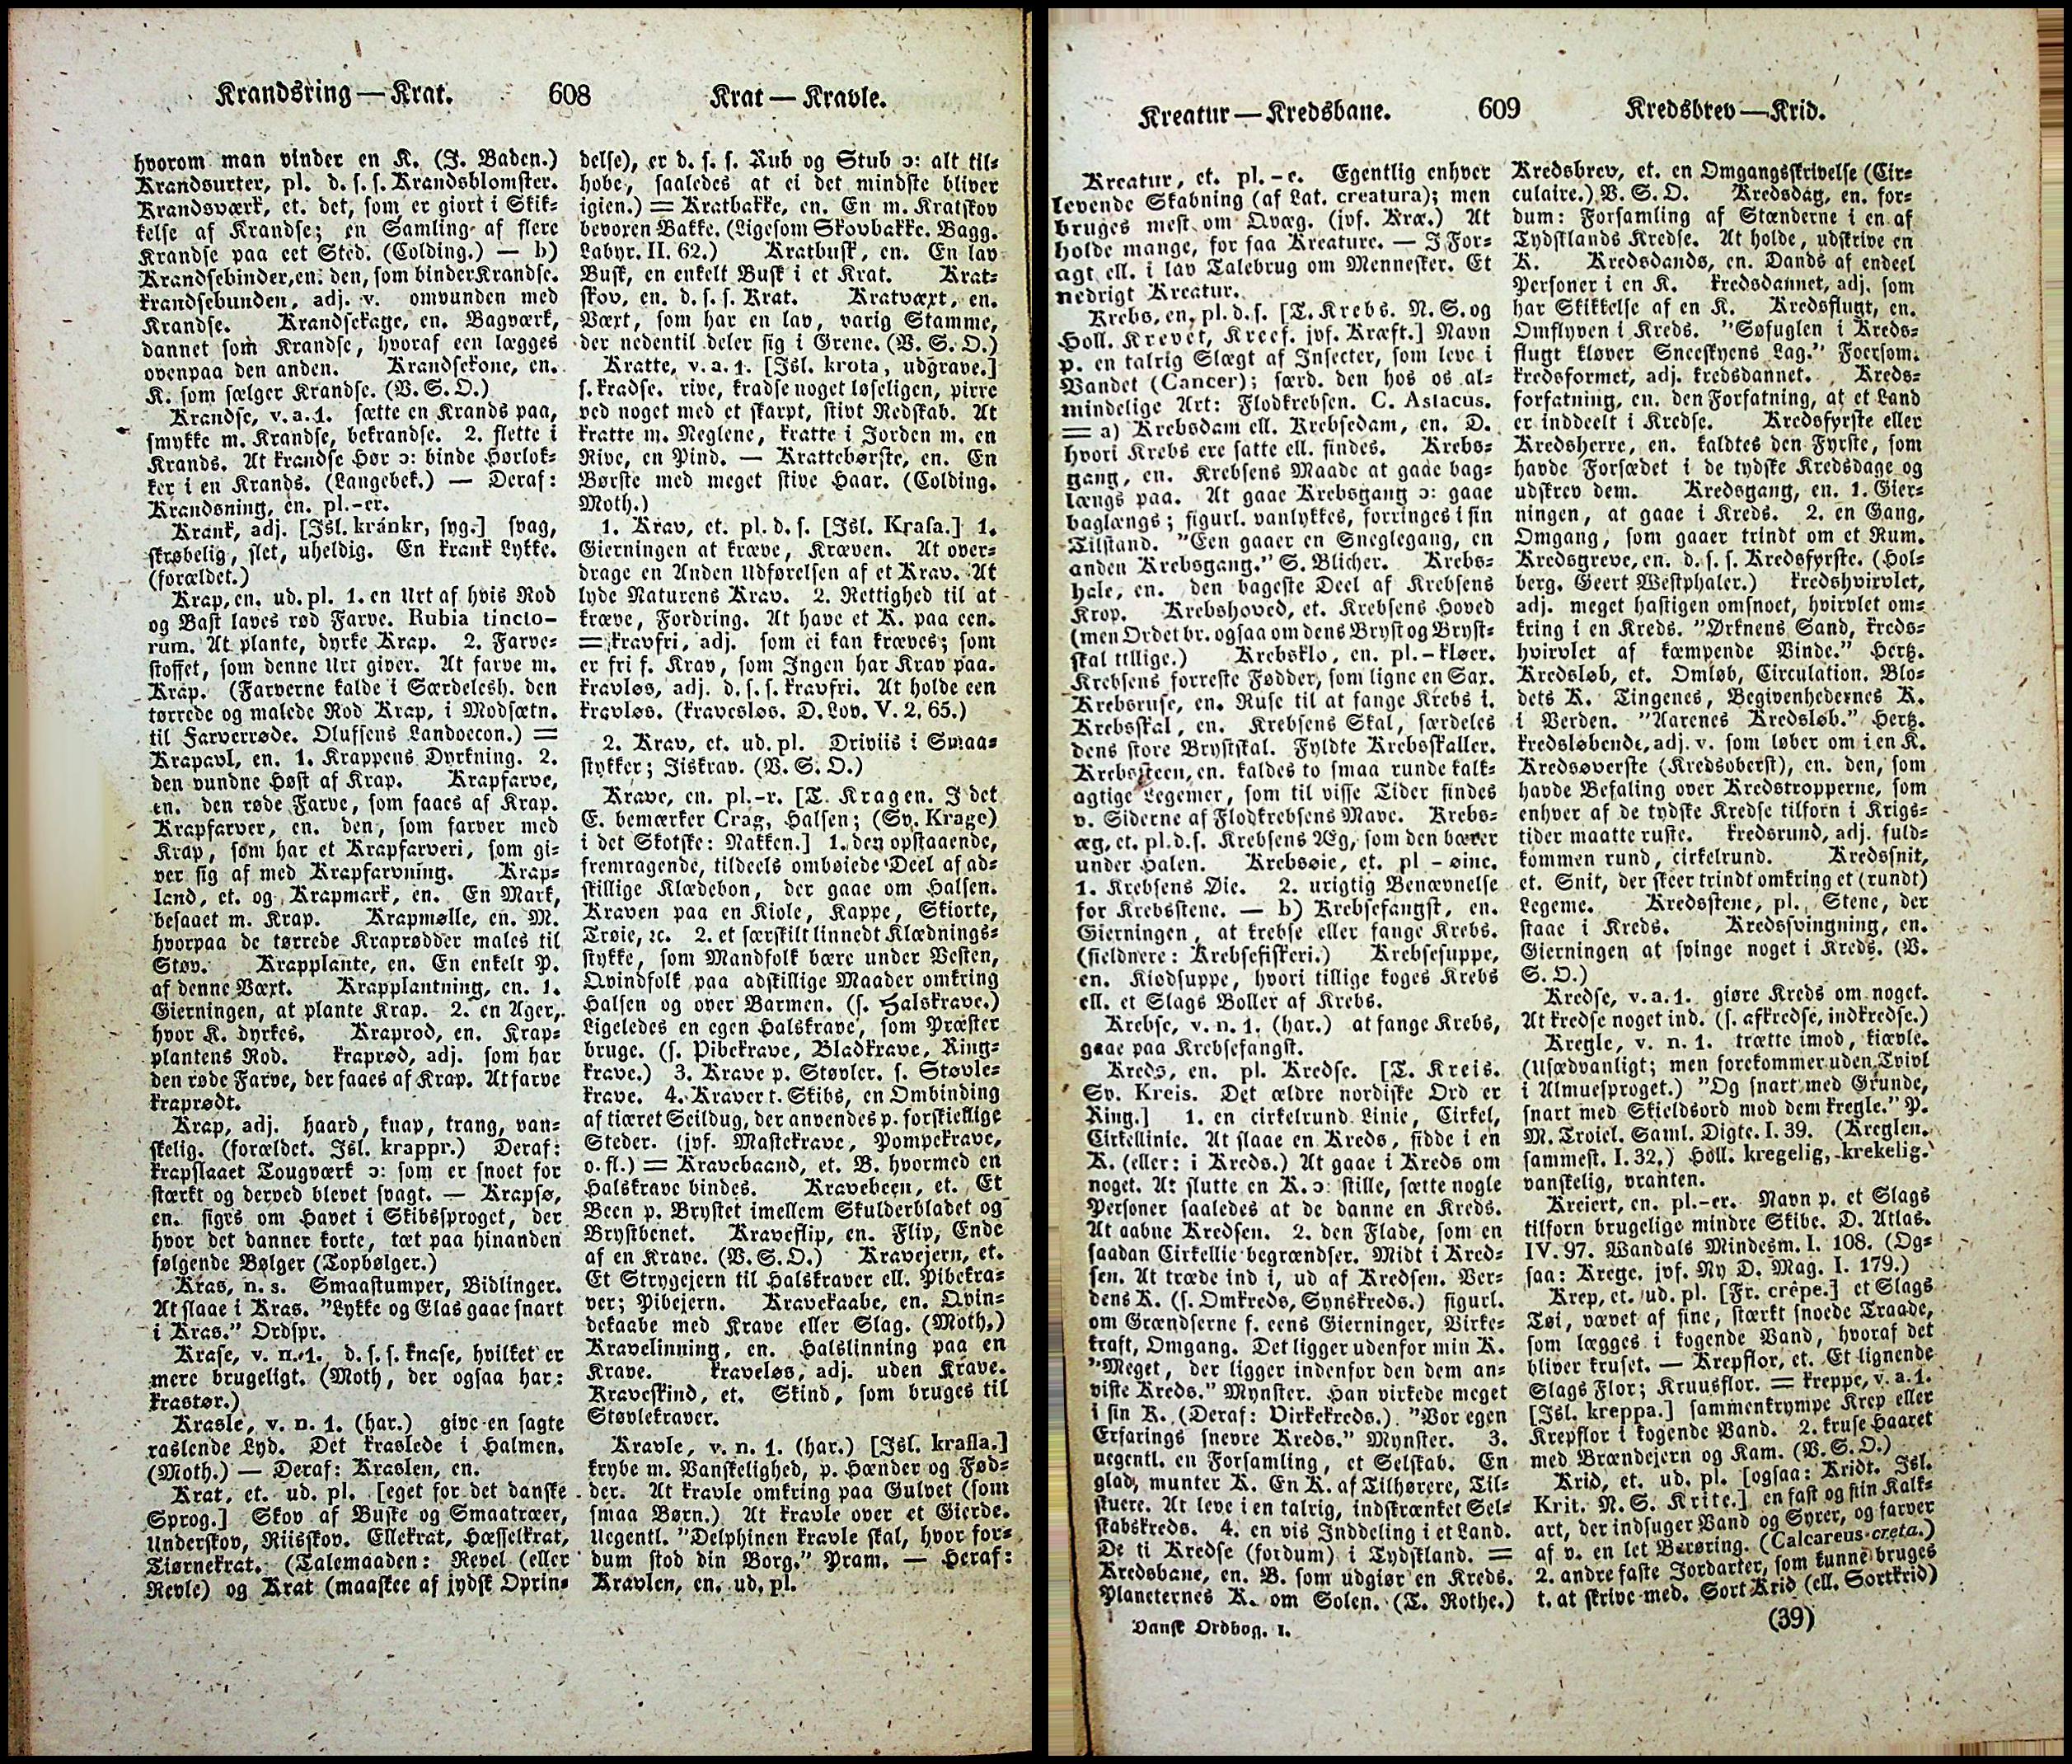 Krandsring — Krat. 608 Krat — Kravle.
hvorom man vinder en K. (J. Baden.)
Krandsurter, pl. d. s. s. Krandsblomster.
Krandsværk, et. det, som er giort i Skik-
kelse af Krandse; en Samling af flere
Krandse paa eet Sted. (Colding.) — b)
Krandsebinder, en. den, som binder Krandse.
krandsebunden, adj. v. omvunden med
Krandse. Krandsekage, en. Bagværk,
dannet som Krandse, hvoraf een lægges
ovenpaa den anden. Krandsekone, en.
K. som sælger Krandse. (V. S. O.)
Krandse, v. a. 1. sætte en Krands paa,
smykke m. Krandse, bekrandse. 2. flette i
Krands. At krandse Hør ɔ: binde Hørlok-
ker i en Krands. (Langebek.) — Deraf:
Krandsning, en. pl.-er.
Krank, adj. [Isl. kránkr, syg.] svag,
skrøbelig, slet, uheldig. En krank Lykke.
(forældet.)
Krap, en. ud. pl. 1. en Urt af hvis Rod
og Bast laves rød Farve. Rubia tincto-
rum. At plante, dyrke Krap. 2. Farve-
stoffet, som denne Urt giver. At farve m.
Krap. (Farverne kalde i Særdelesh. den
tørrede og malede Rod Krap, i Modsætn.
til Farverrøde. Olufsens Landoecon.) =
Krapavl, en. 1. Krappens Dyrkning. 2.
den vundne Høst af Krap. Krapfarve,
en. den røde Farve, som faaes af Krap.
Krapfarver, en. den, som farver med
Krap, som har et Krapfarveri, som gi-
ver sig af med Krapfarvning. Krap-
land, et. og Krapmark, en. En Mark,
besaaet m. Krap. Krapmølle, en. M.
hvorpaa de tørrede Kraprødder males til
Støv. Krapplante, en. En enkelt P.
af denne Vært. Krapplantning, en. 1.
Gierningen, at plante Krap. 2. en Ager,
hvor K. dyrkes. Kraprod, en. Krap-
plantens Rod. kraprød, adj. som har
den røde Farve, der faaes af Krap. At farve
kraprødt.
Krap, adj. haard, knap, trang, van-
skelig. (forældet. Isl. krappr.) Deraf:
krapslaaet Tougværk ɔ: som er snoet for
stærkt og derved blevet svagt. — Krapsø,
en. siges om Havet i Skibssproget, der
hvor det danner korte, tæt paa hinanden
følgende Bølger (Topbølger.)
Kras, n. s. Smaastumper, Bidlinger.
At slaae i Kras. ”Lykke og Glas gaae snart
i Kras.” Ordspr.
Krase, v. n. 1. d. s. s. knase, hvilket er
mere brugeligt. (Moth, der ogsaa har:
krastør.)
Krasle, v. n. 1. (har.) give en sagte
raslende Lyd. Det kraslede i Halmen.
(Moth.) — Deraf: Kraslen, en.
Krat, et. ud. pl. [eget for det danske
Sprog.] Skov af Buske og Smaatræer,
Underskov, Riisskov. Ellekrat, Hæsselkrat,
Tiørnekrat. (Talemaaden: Revel (eller
Revle) og Krat (maaskee af jydsk Oprin-
delse), er d. s. s. Rub og Stub ɔ: alt til-
hobe, saaledes at ei det mindste bliver
igien.) = Kratbakke, en. En m. Kratskov
bevoren Bakke. (Ligesom Skovbakke. Bagg.
Labyr. II. 62.) Kratbusk, en. En lav
Busk, en enkelt Busk i et Krat. Krat-
skov, en. d. s. s. Krat. Kratvært, en.
Vært, som har en lav, varig Stamme,
der nedentil deler sig i Grene. (V. S. O.)
Kratte, v. a. 1. [Isl. krota, udgrave.]
s. kradse. rive, kradse noget løseligen, pirre
ved noget med et skarpt, stivt Redskab. At
kratte m. Neglene, kratte i Jorden m. en
Rive, en Pind. — Krattebørste, en. En
Børste med meget stive Haar. (Colding.
Moth.)
1. Krav, et. pl. d. s. [Isl. Krafa.] 1.
Gierningen at kræve, Kræven. At over-
drage en Anden Udførelsen af et Krav. At
lyde Naturens Krav. 2. Rettighed til at
kræve, Fordring. At have et K. paa een.
= kravfri, adj. som ei kan kræves; som
er fri f. Krav, som Ingen har Krav paa.
kravløs, adj. d. s. s. kravfri. At holde een
kravløs. (kravesløs. D. Lov. V. 2. 65.)
2. Krav, et. ud. pl. Driviis i Smaa-
stykker; Jiskrav. (V. S. O.)
Krave, en. pl.-r. [T. Kragen. I det
E. bemærker Crag, Halsen; (Sv. Krage)
i det Skotske: Nakken.] 1. den opstaaende,
fremragende, tildeels ombøiede Deel af ad-
skillige Klædebon, der gaae om Halsen.
Kraven paa en Kiole, Kappe, Skiorte,
Trøie, ꝛc. 2. et særskilt linnedt Klædnings-
stykke, som Mandfolk bære under Vesten,
Qvindfolk paa adskillige Maader omkring
Halsen og over Barmen. (s. Halskrave.)
Ligeledes en egen Halskrave, som Præster
bruge. (s. Pibekrave, Bladkrave, Ring-
krave.) 3. Krave p. Støvler. s. Støvle-
krave. 4. Kraver t. Skibs, en Ombinding
af tiæret Seildug, der anvendes p. forskiellige
Steder. (jvf. Mastekrave, Pompekrave,
o. fl.) = Kravebaand, et. B. hvormed en
Halskrave bindes. Kravebeen, et. Et
Been p. Brystet imellem Skulderbladet og
Brystbenet. Kraveflip, en. Flip, Ende
af en Krave. (V. S. O.) Kravejern, et.
Et Strygejern til Halskraver ell. Pibekra-
ver; Pibejern. Kravekaabe, en. Qvin-
dekaabe med Krave eller Slag. (Moth.)
Kravelinning, en. Halslinning paa en
Krave. kraveløs, adj. uden Krave.
Kraveskind, et. Skind, som bruges til
Støvlekraver.
Kravle, v. n. 1. (har.) [Isl. krafla.]
krybe m. Vanskelighed, p. Hænder og Fød-
der. At kravle omkring paa Gulvet (som
smaa Børn.) At kravle over et Gierde.
Uegentl. ”Delphinen kravle skal, hvor for-
dum stod din Borg.” Pram. — Heraf:
Kravlen, en. ud. pl.
Kreatur — Kredsbane. 609 Kredsbrev — Krid.
Kreatur, et. pl.-e. Egentlig enhver
levende Skabning (af Lat. creatura); men
bruges mest om Qvæg. (jvf. Kræ.) At
holde mange, for faa Kreature. — I For-
agt ell. i lav Talebrug om Mennesker. Et
nedrigt Kreatur.
Krebs, en. pl. d. s. [T. Krebs. N. S. og
Holl. Krevet, Kreef. jvf. Kræft.] Navn
p. en talrig Slægt af Insecter, som leve i
Vandet (Cancer); særd. den hos os al-
mindelige Art: Flodkrebsen. C. Astacus.
= a) Krebsdam ell. Krebsedam, en. D.
hvori Krebs ere satte ell. findes. Krebs-
gang, en. Krebsens Maade at gaae bag-
længs paa. At gaae Krebsgang ɔ: gaae
baglængs; figurl. vanlykkes, forringes i sin
Tilstand. ”Een gaaer en Sneglegang, en
anden Krebsgang.” S. Blicher. Krebs-
hale, en. den bageste Deel af Krebsens
Krop. Krebshoved, et. Krebsens Hoved
(men Ordet br. ogsaa om dens Bryst og Bryst-
skal tillige.) Krebsklo, en. pl.-kløer.
Krebsens forreste Fødder, som ligne en Sax.
Krebsruse, en. Ruse til at fange Krebs i.
Krebsskal, en. Krebsens Skal, særdeles
dens store Brystskal. Fyldte Krebsskaller.
Krebssteen, en. kaldes to smaa runde kalk-
agtige Legemer, som til visse Tider findes
v. Siderne af Flodkrebsens Mave. Krebs-
æg, et. pl. d. s. Krebsens Æg, som den bærer
under Halen. Krebsøie, et. pl - øine.
1. Krebsens Øie. 2. urigtig Benævnelse
for Krebsstene. — b) Krebsefangst, en.
Gierningen, at krebse eller fange Krebs.
(sieldnere: Krebsefiskeri.) Krebsesuppe,
en. Kiødsuppe, hvori tillige koges Krebs
ell. et Slags Boller af Krebs.
Krebse, v. n. 1. (har.) at fange Krebs,
gaae paa Krebsefangst.
Kreds, en. pl. Kredse. [T. Kreis.
Sv. Kreis. Det ældre nordiske Ord er
Ring.] 1. en cirkelrund Linie, Cirkel,
Cirkellinie. At slaae en Kreds, sidde i en
K. (eller: i Kreds.) At gaae i Kreds om
noget. At slutte en K. ɔ: stille, sætte nogle
Personer saaledes at de danne en Kreds.
At aabne Kredsen. 2. den Flade, som en
saadan Cirkellie begrændser. Midt i Kred-
sen. At træde ind i, ud af Kredsen. Ver-
dens K. (s. Omkreds, Synskreds.) figurl.
om Grændserne f. eens Gierninger, Virke-
kraft, Omgang. Det ligger udenfor min K.
”Meget, der ligger indenfor den dem an-
viste Kreds.” Mynster. Han virkede meget
i sin K. (Deraf: Virkekreds.) ”Vor egen
Erfarings snevre Kreds.” Mynster. 3.
uegentl. en Forsamling, et Selskab. En
glad, munter K. En K. af Tilhørere, Til-
skuere. At leve i en talrig, indskrænket Sel-
skabskreds. 4. en vis Inddeling i et Land.
De ti Kredse (fordum) i Tydskland. =
Kredsbane, en. B. som udgiør en Kreds.
Planeternes K. om Solen. (T. Rothe.)
Dansk Ordbog. I.
Kredsbrev, et. en Omgangsskrivelse (Cir-
culaire.) V. S. O. Kredsdag, en. for-
dum: Forsamling af Stænderne i en af
Tydsklands Kredse. At holde, udskrive en
K. Kredsdands, en. Dands af endeel
Personer i en K. kredsdannet, adj. som
har Skikkelse af en K. Kredsflugt, en.
Omflyven i Kreds. ”Søfuglen i Kreds-
flugt kløver Sneeskyens Lag.” Foersom.
kredsformet, adj. kredsdannet. Kreds-
forfatning, en. den Forfatning, at et Land
er inddeelt i Kredse. Kredsfyrste eller
Kredsherre, en. kaldtes den Fyrste, som
havde Forsædet i de tydske Kredsdage og
udskrev dem. Kredsgang, en. 1. Gier-
ningen, at gaae i Kreds. 2. en Gang,
Omgang, som gaaer trindt om et Rum.
Kredsgreve, en. d. s. s. Kredsfyrste. (Hol-
berg. Geert Westphaler.) kredshvirvlet,
adj. meget hastigen omsnoet, hvirvlet om-
kring i en Kreds. ”Ørknens Sand, kreds-
hvirvlet af kæmpende Vinde.” Hertz.
Kredsløb, et. Omløb, Circulation. Blo-
dets K. Tingenes, Begivenhedernes K.
i Verden. ”Aarenes Kredsløb.” Hertz.
kredsløbende, adj. v. som løber om i en K.
Kredsøverste (Kredsoberst), en. den, som
havde Befaling over Kredstropperne, som
enhver af de tydske Kredse tilforn i Krigs-
tider maatte ruste. kredsrund, adj. fuld-
kommen rund, cirkelrund. Kredssnit,
et. Snit, der skeer trindt omkring et (rundt)
Legeme. Kredsstene, pl. Stene, der
staae i Kreds. Kredssvingning, en.
Gierningen at svinge noget i Kreds. (V.
S. O.)
Kredse, v. a. 1. giøre Kreds om noget.
At kredse noget ind. (s. afkredse, indkredse.)
Kregle, v. n. 1. trætte imod, kiævle.
(Usædvanligt; men forekommer uden Tvivl
i Almuesproget.) ”Og snart med Grunde,
snart med Skieldsord mod dem kregle.” P.
M. Troiel. Saml. Digte. I. 39. (Kreglen.
sammest. I. 32.) Holl. kregelig, krekelig.
vanskelig, vranten.
Kreiert, en. pl.-er. Navn p. et Slags
tilforn brugelige mindre Skibe. D. Atlas.
IV. 97. Wandals Mindesm. I. 108. (Og-
saa: Krege. jvf. Ny D. Mag. I. 179.)
Krep, et. ud. pl. [Fr. crêpe.] et Slags
Tøi, vævet af fine, stærkt snoede Traade,
som lægges i kogende Vand, hvoraf det
bliver kruset. — Krepflor, et. Et lignende
Slags Flor; Kruusflor. = kreppe, v. a. 1.
[Isl. kreppa.] sammenkrympe Krep eller
Krepflor i kogende Vand. 2. kruse Haaret
med Brændejern og Kam. (V. S. O.)
Krid, et. ud. pl. [ogsaa: Kridt. Isl.
Krit. N. S. Krite.] en fast og fiin Kalk-
art, der indsuger Vand og Syrer, og farver
af v. en let Berøring. (Calcareus creta.)
2. andre faste Jordarter, som kunne bruges
t. at skrive med. Sort Krid (ell. Sortkrid)
(39)